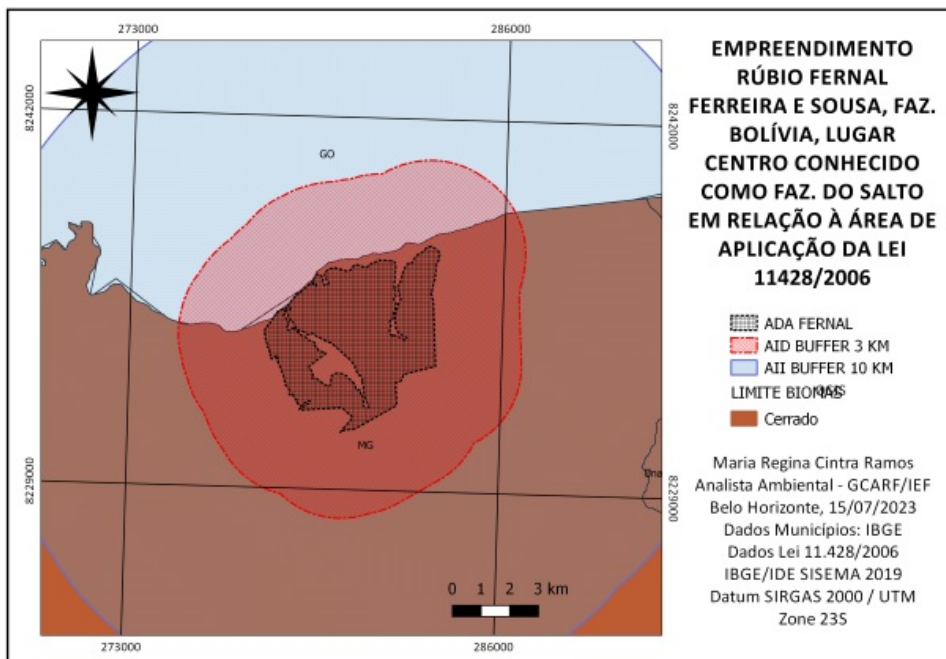 273000
286000
8242000
8242000
GO
MG
8229000
8229000
0 1 2 3 km
273000
286000
EMPREENDIMENTO
RÚBIO FERNAL
FERREIRA E SOUSA, FAZ.
BOLÍVIA, LUGAR
CENTRO CONHECIDO
COMO FAZ. DO SALTO
EM RELAÇÃO À ÁREA DE
APLICAÇÃO DA LEI
11428/2006
ADA FERNAL
AID BUFFER 3 KM
AII BUFFER 10 KM
LIMITE BIOMAS
Cerrado
Maria Regina Cintra Ramos
Analista Ambiental - GCARF/IEF
Belo Horizonte, 15/07/2023
Dados Municípios: IBGE
Dados Lei 11.428/2006
IBGE/IDE SISEMA 2019
Datum SIRGAS 2000 / UTM
Zone 23S